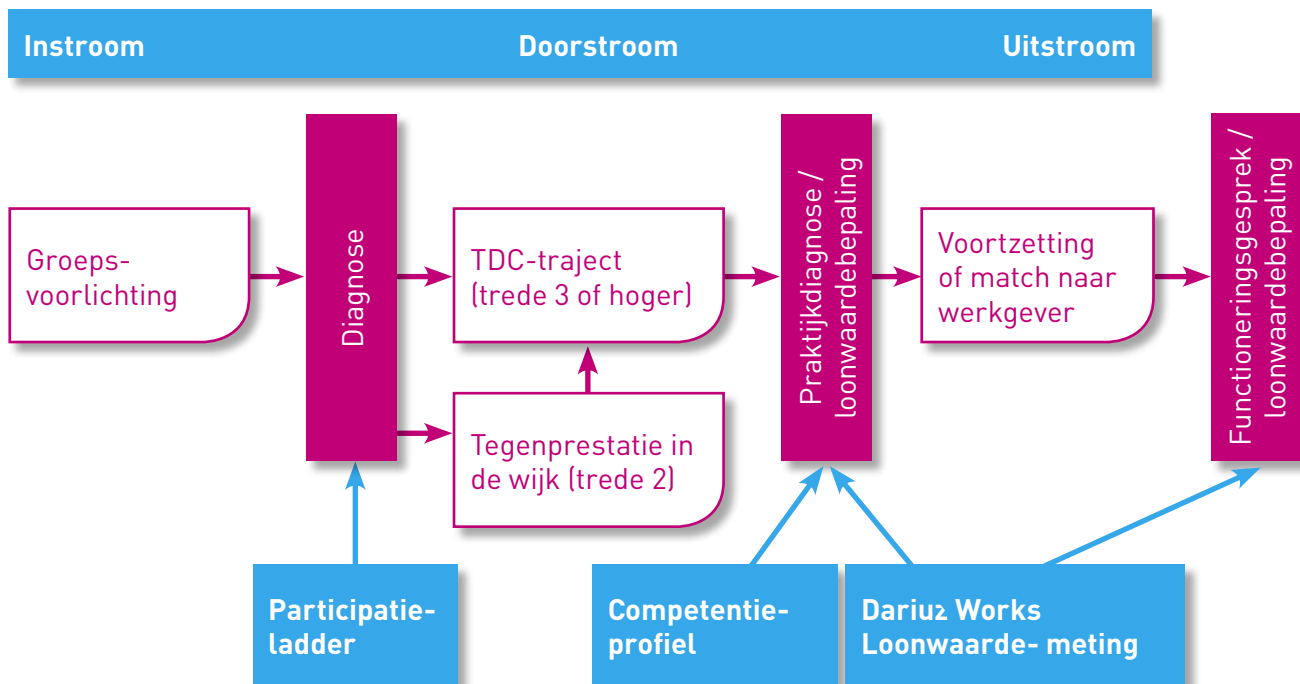 Instroom
Doorstroom
Uitstroom
Groeps-
voorlichting
Diagnose
TDC-traject
(trede 3 of hoger)
Tegenprestatie in
de wijk (trede 2)
Praktijkdiagnose /
loonwaardebepaling
Voortzetting
of match naar
werkgever
Functioneringsgesprek /
loonwaardebepaling
Participatie-
ladder
Competentie-
profiel
Dariuz Works
Loonwaarde- meting